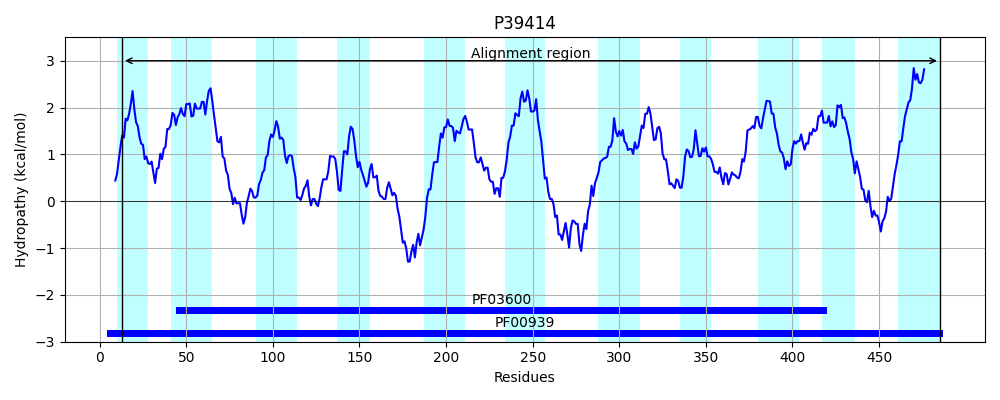 P39414
Hydropathy (kcal/mol)
3
2
1
0
−1
−2
−3
Alignment region
PF03600
PF00939
0 50 100 150 200 250 300 350 400 450
Residues